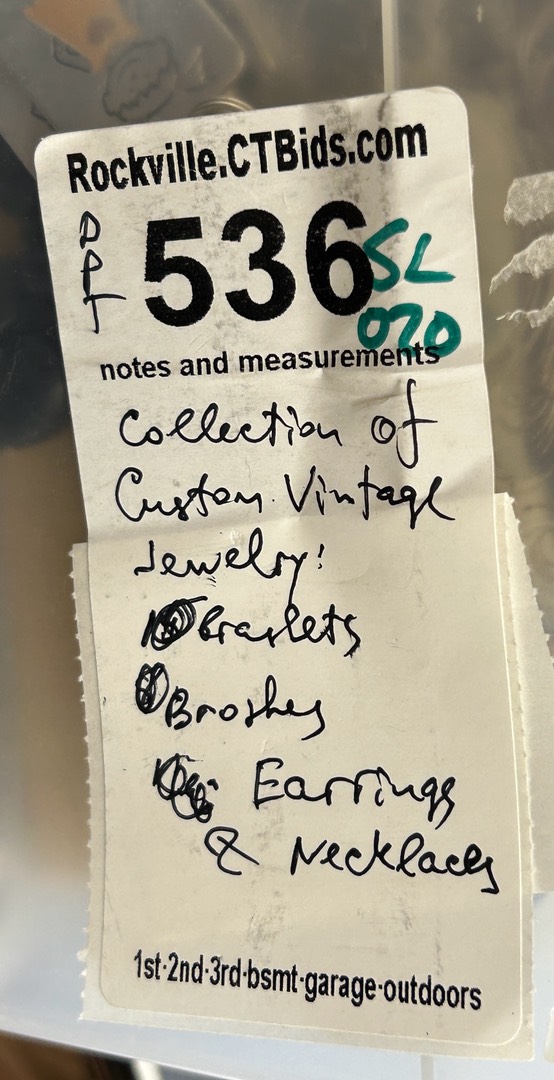 Rockville.CTBids.com
DPT
536
SL
020
notes and measurements
Collection of
Custom Vintage
Jewelry:
Braslets
Broshes
Earrings
& Necklaces
1st·2nd·3rd·bsmt·garage·outdoors